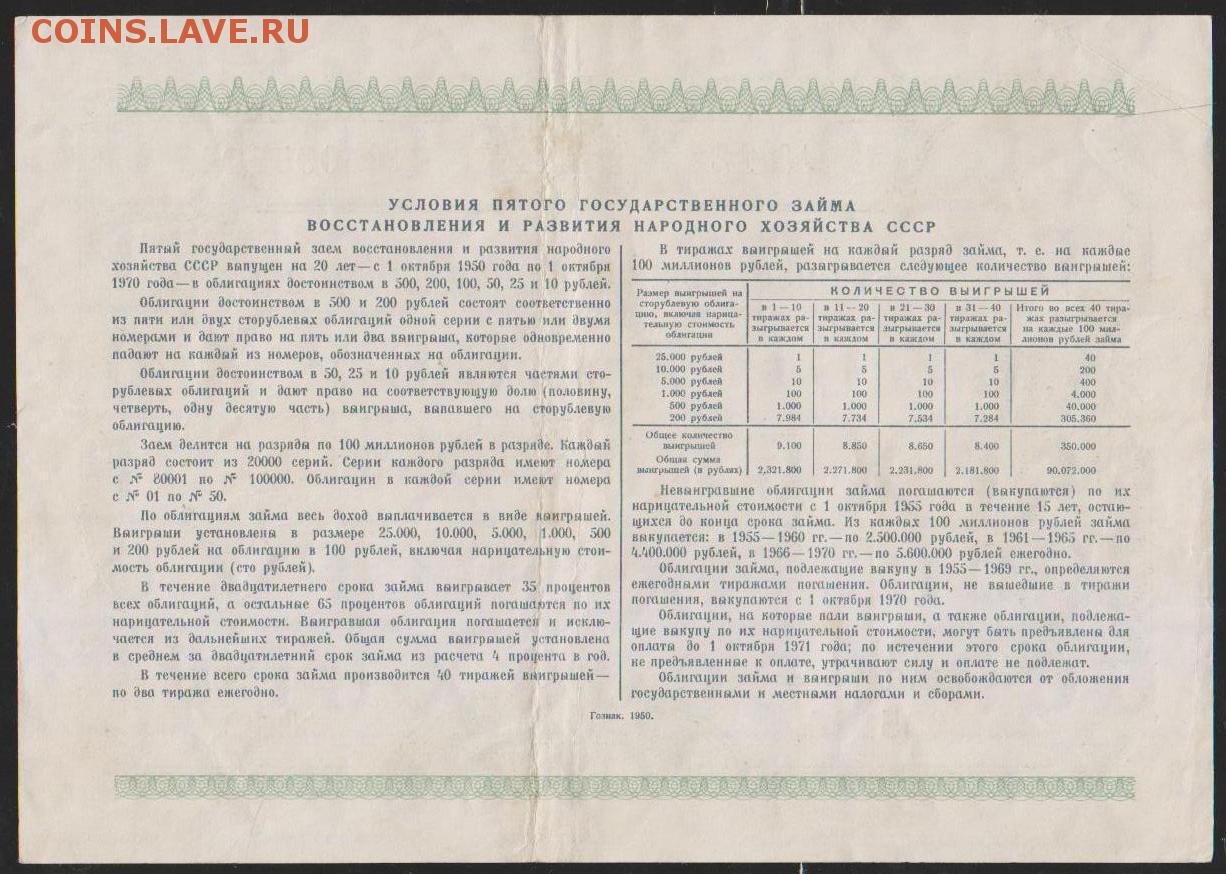 COINS.LAVE.RU
УСЛОВИЯ ПЯТОГО ГОСУДАРСТВЕННОГО ЗАЙМА
ВОССТАНОВЛЕНИЯ И РАЗВИТИЯ НАРОДНОГО ХОЗЯЙСТВА СССР
Пятый государственный заем восстановления и развития народного
хозяйства СССР выпущен на 20 лет—с 1 октября 1950 года по 1 октября
1970 года—в облигациях достоинством в 500, 200, 100, 50, 25 и 10 рублей.
Облигации достоинством в 500 и 200 рублей состоят соответственно
из пяти или двух сторублевых облигаций одной серии с пятью или двумя
номерами и дают право на пять или два выигрыша, которые одновременно
падают на каждый из номеров, обозначенных на облигации.
Облигации достоинством в 50, 25 и 10 рублей являются частями сто-
рублевых облигаций и дают право на соответствующую долю (половину,
четверть, одну десятую часть) выигрыша, выпавшего на сторублевую
облигацию.
Заем делится на разряды по 100 миллионов рублей в разряде. Каждый
разряд состоит из 20000 серий. Серии каждого разряда имеют номера
с № 80001 по № 100000. Облигации в каждой серии имеют номера
с № 01 по № 50.
По облигациям займа весь доход выплачивается в виде выигрышей.
Выигрыши установлены в размере 25.000, 10.000, 5.000, 1.000, 500
и 200 рублей на облигацию в 100 рублей, включая нарицательную стои-
мость облигации (сто рублей).
В течение двадцатилетнего срока займа выигрывает 35 процентов
всех облигаций, а остальные 65 процентов облигаций погашаются по их
нарицательной стоимости. Выигравшая облигация погашается и исклю-
чается из дальнейших тиражей. Общая сумма выигрышей установлена
в среднем за двадцатилетний срок займа из расчета 4 процента в год.
В течение всего срока займа производится 40 тиражей выигрышей—
по два тиража ежегодно.
В тиражах выигрышей на каждый разряд займа, т. е. на каждые
100 миллионов рублей, разыгрывается следующее количество выигрышей:
Размер выигрышей на
сторублевую облига-
цию, включая нарица-
тельную стоимость
облигации
КОЛИЧЕСТВО ВЫИГРЫШЕЙ
в 1—10 в 11—20 в 21—30 в 31—40 Итого во всех 40 тира-
тиражах ра- тиражах ра- тиражах ра- тиражах ра- жах разыгрывается
зыгрывается зыгрывается зыгрывается зыгрывается на каждые 100 мил-
в каждом в каждом в каждом в каждом лионов рублей займа
25.000 рублей 1 1 1 1 40
10.000 рублей 5 5 5 5 200
5.000 рублей 10 10 10 10 400
1.000 рублей 100 100 100 100 4.000
500 рублей 1.000 1.000 1.000 1.000 40.000
200 рублей 7.984 7.734 7.534 7.284 305.360
Общее количество
выигрышей 9.100 8.850 8.650 8.400 350.000
Общая сумма
выигрышей (в рублях) 2,321.800 2.271.800 2.231.800 2.181.800 90.072.000
Невыигравшие облигации займа погашаются (выкупаются) по их
нарицательной стоимости с 1 октября 1955 года в течение 15 лет, остаю-
щихся до конца срока займа. Из каждых 100 миллионов рублей займа
выкупается: в 1955—1960 гг.—по 2.500.000 рублей, в 1961—1965 гг.—по
4.400.000 рублей, в 1966—1970 гг.—по 5.600.000 рублей ежегодно.
Облигации займа, подлежащие выкупу в 1955—1969 гг., определяются
ежегодными тиражами погашения. Облигации, не вышедшие в тиражи
погашения, выкупаются с 1 октября 1970 года.
Облигации, на которые пали выигрыши, а также облигации, подлежа-
щие выкупу по их нарицательной стоимости, могут быть предъявлены для
оплаты до 1 октября 1971 года; по истечении этого срока облигации,
не предъявленные к оплате, утрачивают силу и оплате не подлежат.
Облигации займа и выигрыши по ним освобождаются от обложения
государственными и местными налогами и сборами.
Гознак. 1950.